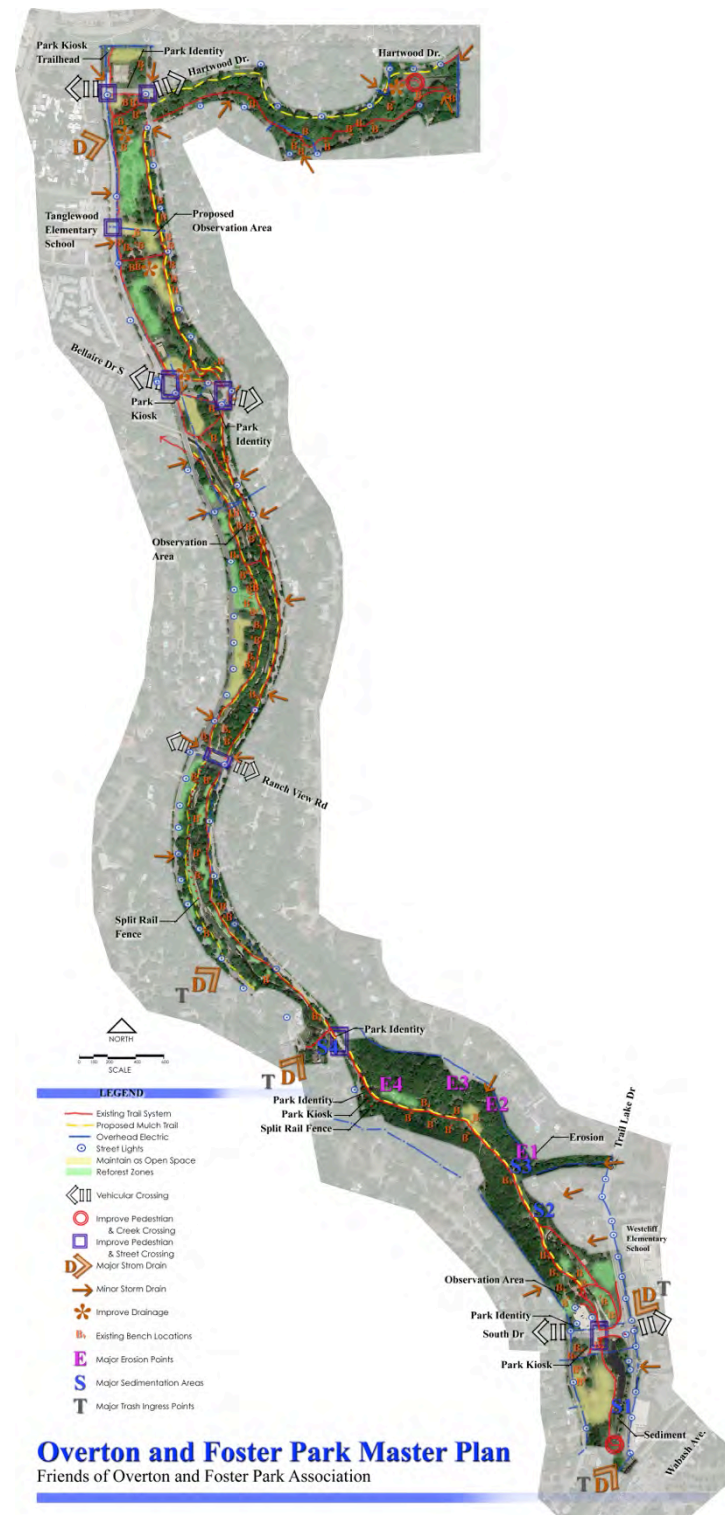 Park Kiosk
Trailhead
Park Identity
Hartwood Dr.
Hartwood Dr.
D
Tanglewood
Elementary
School
Proposed
Observation Area
Bellaire Dr S
Park
Kiosk
Park
Identity
Observation
Area
Ranch View Rd
Split Rail
Fence
D
T
NORTH
SCALE
Park Identity
S4
D
T
E4
E3
E2
Park Identity
Park Kiosk
Split Rail Fence
E1
Erosion
Trail Lake Dr
S3
S2
Westcliff
Elementary
School
Observation Area
D
T
Park Identity
South Dr
Park Kiosk
S1
Sediment
Wabash Ave.
T
D
LEGEND
Existing Trail System
Proposed Mulch Trail
Overhead Electric
Street Lights
Maintain as Open Space
Reforest Zones
Vehicular Crossing
Improve Pedestrian
& Creek Crossing
Improve Pedestrian
& Street Crossing
D Major Strom Drain
Minor Storm Drain
Improve Drainage
B Existing Bench Locations
E Major Erosion Points
S Major Sedimentation Areas
T Major Trash Ingress Points
Overton and Foster Park Master Plan
Friends of Overton and Foster Park Association